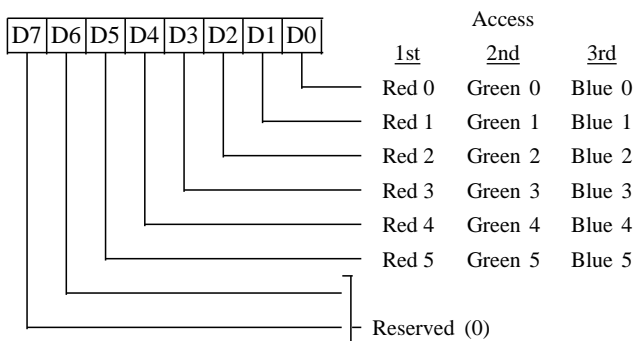 Access
D7 D6 D5 D4 D3 D2 D1 D0
1st 2nd 3rd
Red 0 Green 0 Blue 0
Red 1 Green 1 Blue 1
Red 2 Green 2 Blue 2
Red 3 Green 3 Blue 3
Red 4 Green 4 Blue 4
Red 5 Green 5 Blue 5
Reserved (0)